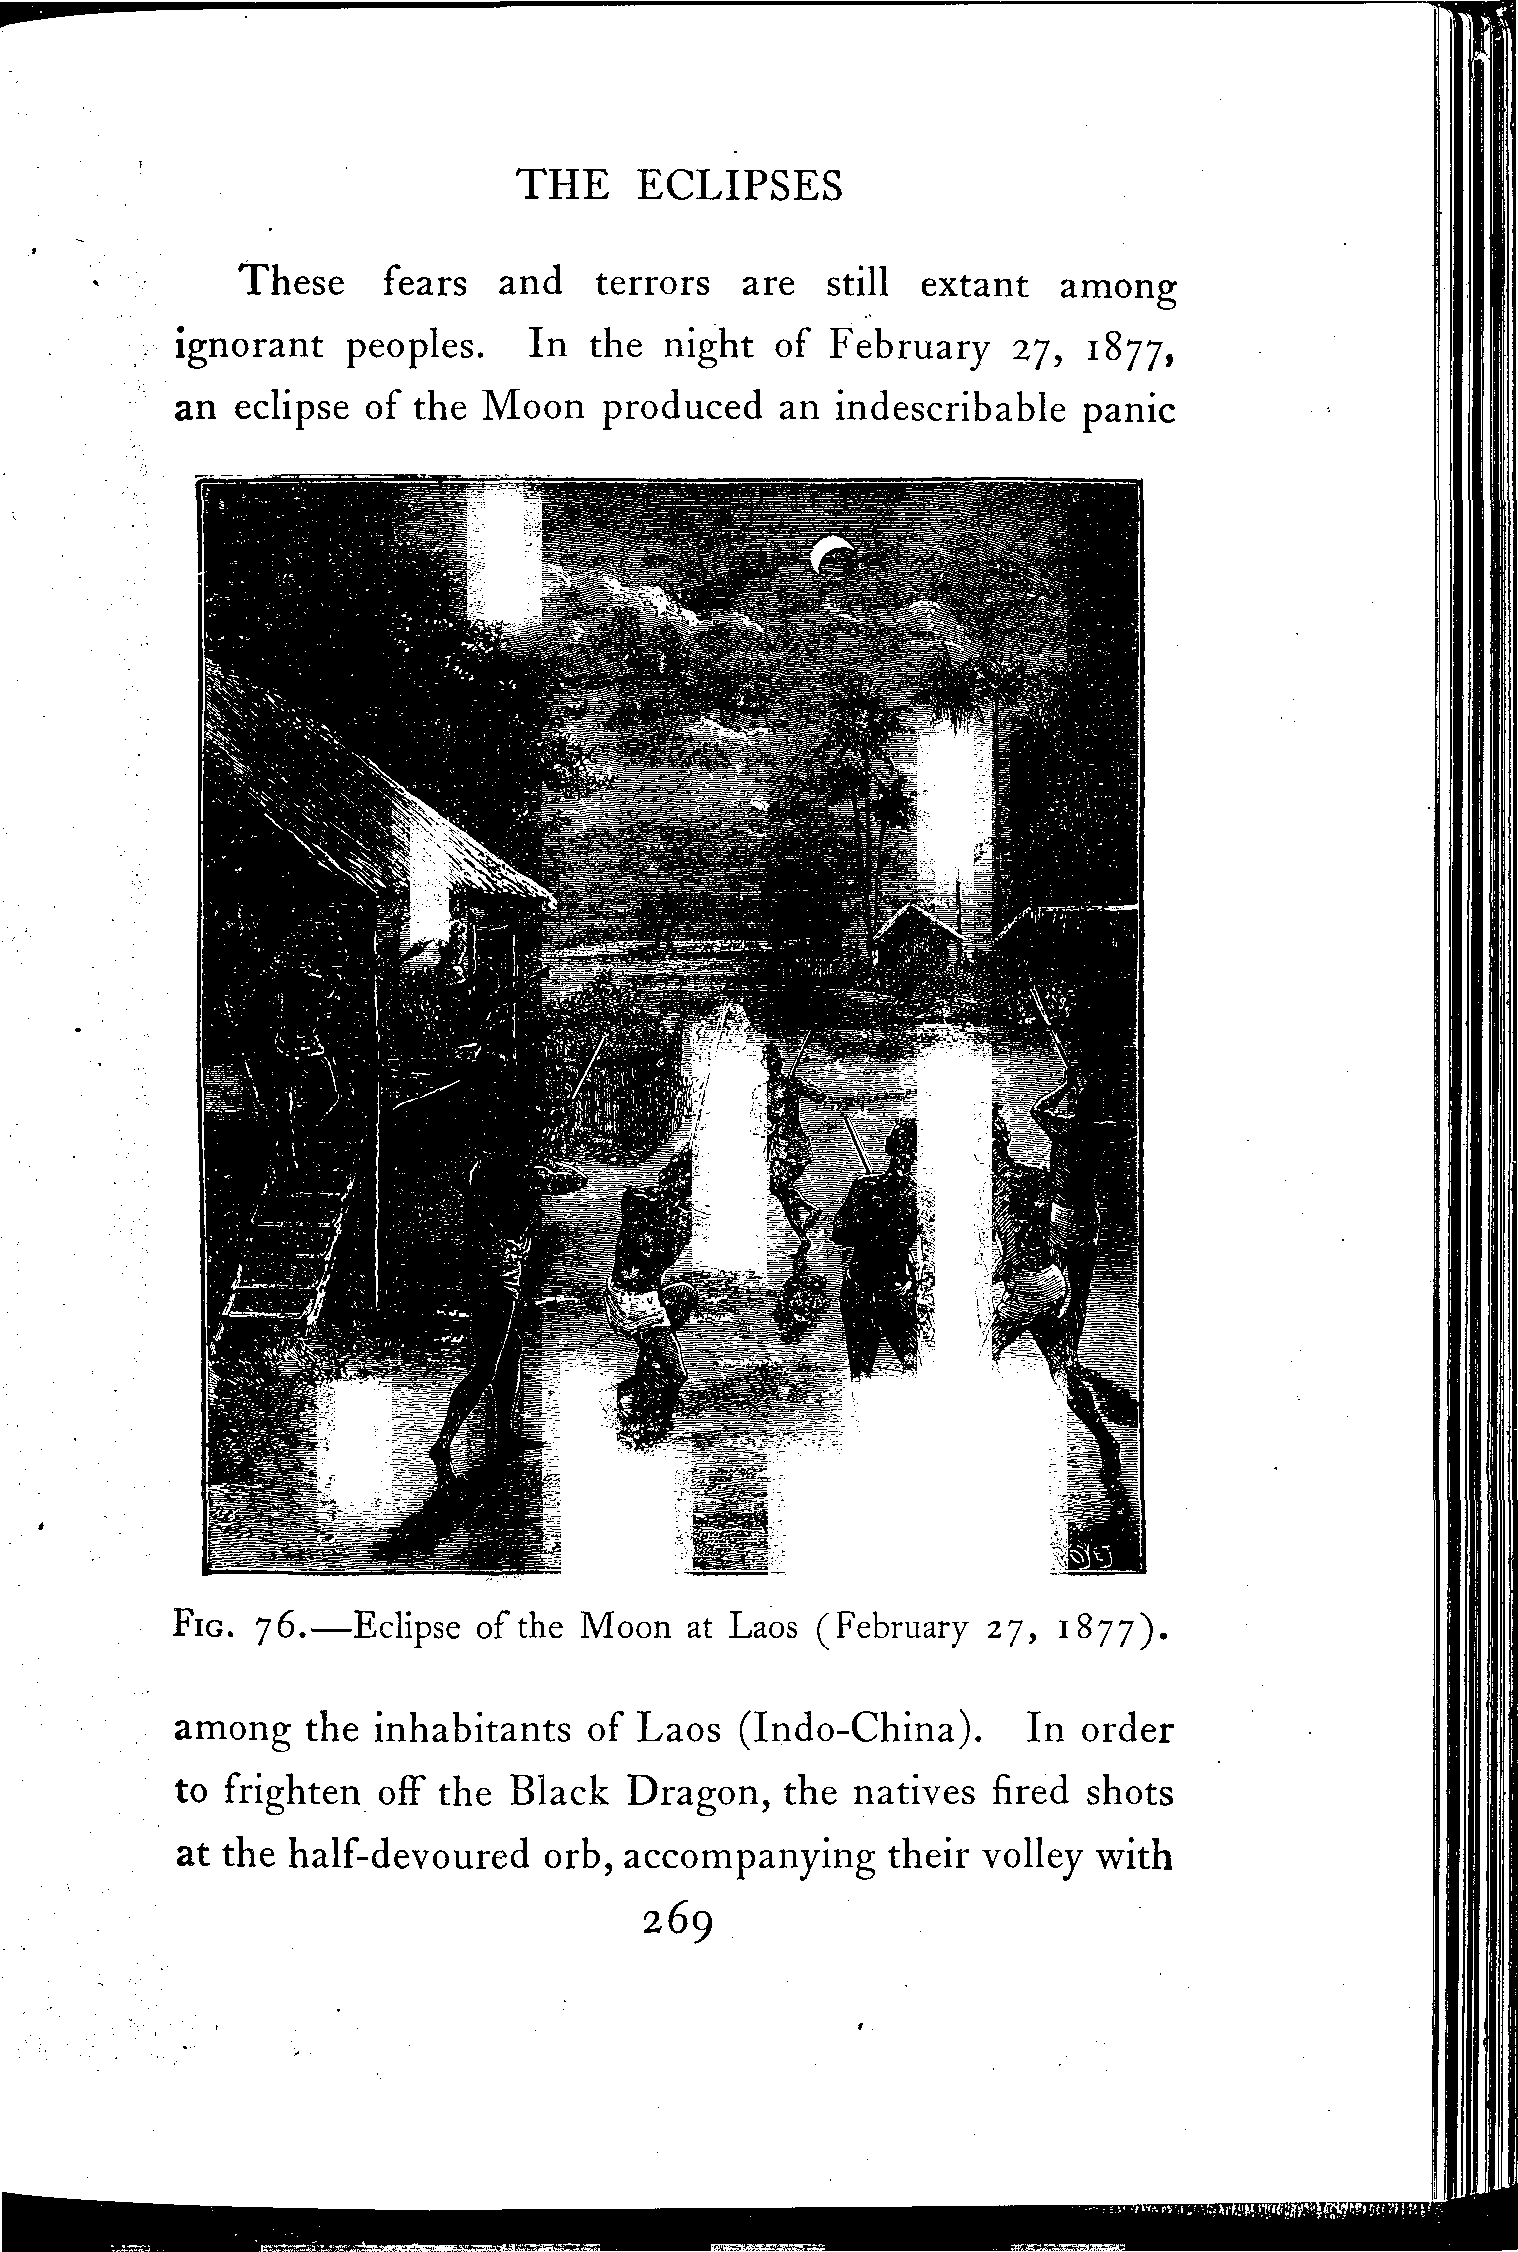 THE ECLIPSES
These fears and terrors are still extant among
ignorant peoples. In the night of February 27, 1877,
an eclipse of the Moon produced an indescribable panic
FIG. 76.—Eclipse of the Moon at Laos (February 27, 1877).
among the inhabitants of Laos (Indo-China). In order
to frighten off the Black Dragon, the natives fired shots
at the half-devoured orb, accompanying their volley with
269